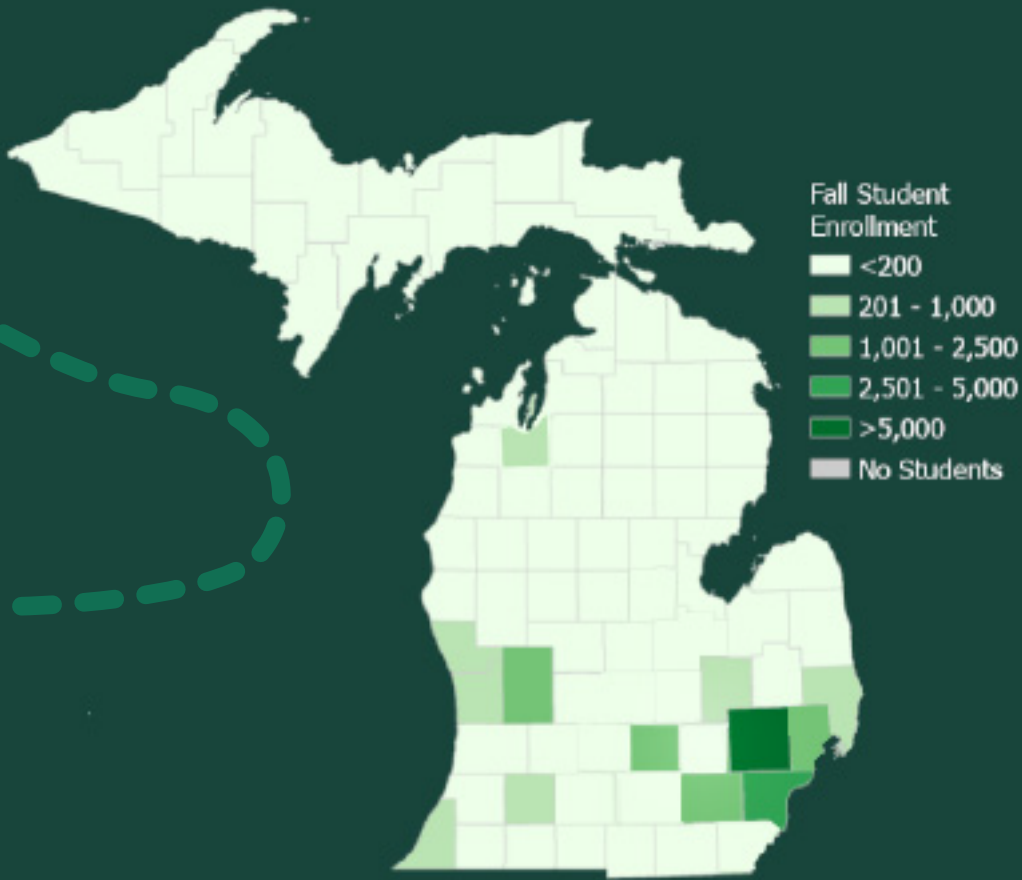 Fall Student
Enrollment
<200
201 - 1,000
1,001 - 2,500
2,501 - 5,000
>5,000
No Students